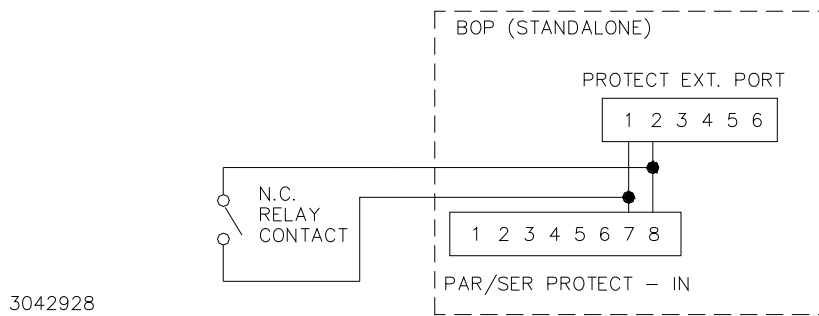 BOP (STANDALONE)
PROTECT EXT. PORT
1 2 3 4 5 6
N.C.
RELAY
CONTACT
1 2 3 4 5 6 7 8
PAR/SER PROTECT – IN
3042928